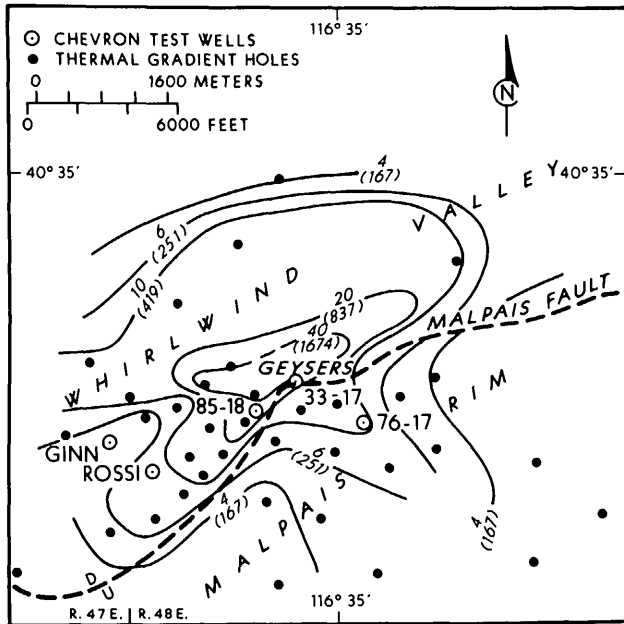 116° 35'
CHEVRON TEST WELLS
THERMAL GRADIENT HOLES
0 1600 METERS
0 6000 FEET
N
40° 35'
40° 35'
4
(167)
6
(251)
10
(419)
VALLEY
WHIRLWIND
20
(837)
40
(1674)
MALPAIS FAULT
GEYSERS
33-17
85-18
76-17
RIM
GINN
ROSSI
6
(251)
4
(167)
4
(167)
MALPAIS
D
U
R. 47 E. R. 48 E.
116° 35'